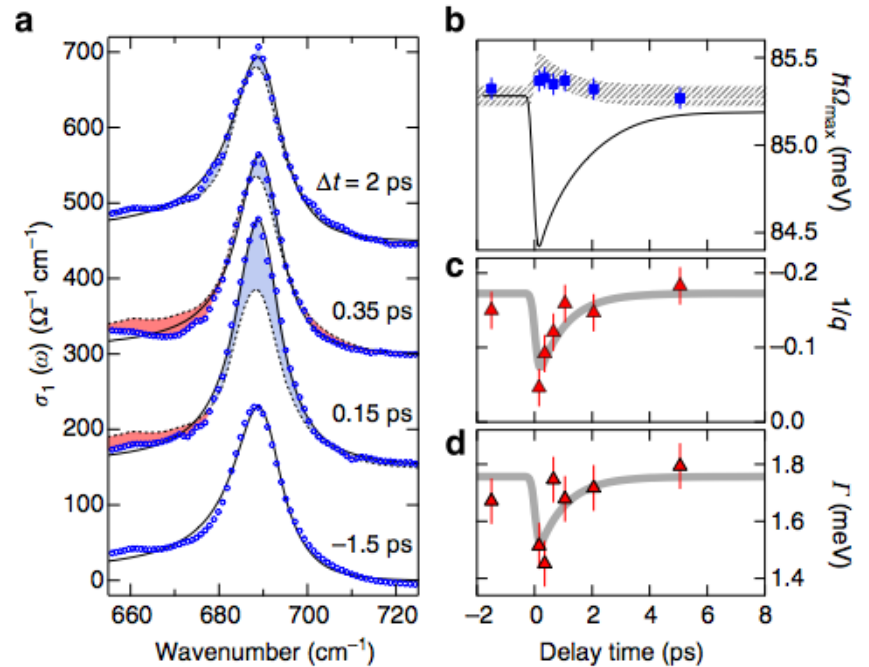 a
700
600
500
400
300
200
100
0
Δt = 2 ps
0.35 ps
0.15 ps
−1.5 ps
σ₁ (ω) (Ω⁻¹ cm⁻¹)
660 680 700 720
Wavenumber (cm⁻¹)
b
85.5
85.0
84.5
ℏΩmax (meV)
c
−0.2
−0.1
0.0
1/q
d
1.8
1.6
1.4
Γ (meV)
−2 0 2 4 6 8
Delay time (ps)